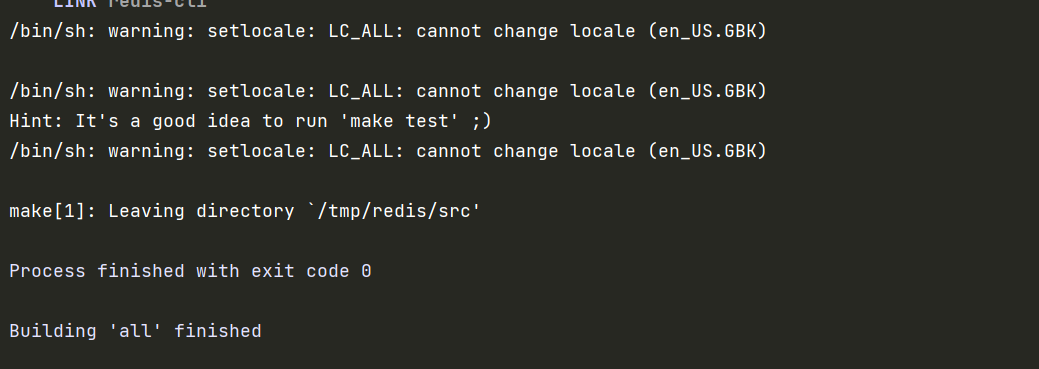 LINK redis-cli
/bin/sh: warning: setlocale: LC_ALL: cannot change locale (en_US.GBK)
/bin/sh: warning: setlocale: LC_ALL: cannot change locale (en_US.GBK)
Hint: It's a good idea to run 'make test' ;)
/bin/sh: warning: setlocale: LC_ALL: cannot change locale (en_US.GBK)
make[1]: Leaving directory `/tmp/redis/src'
Process finished with exit code 0
Building 'all' finished